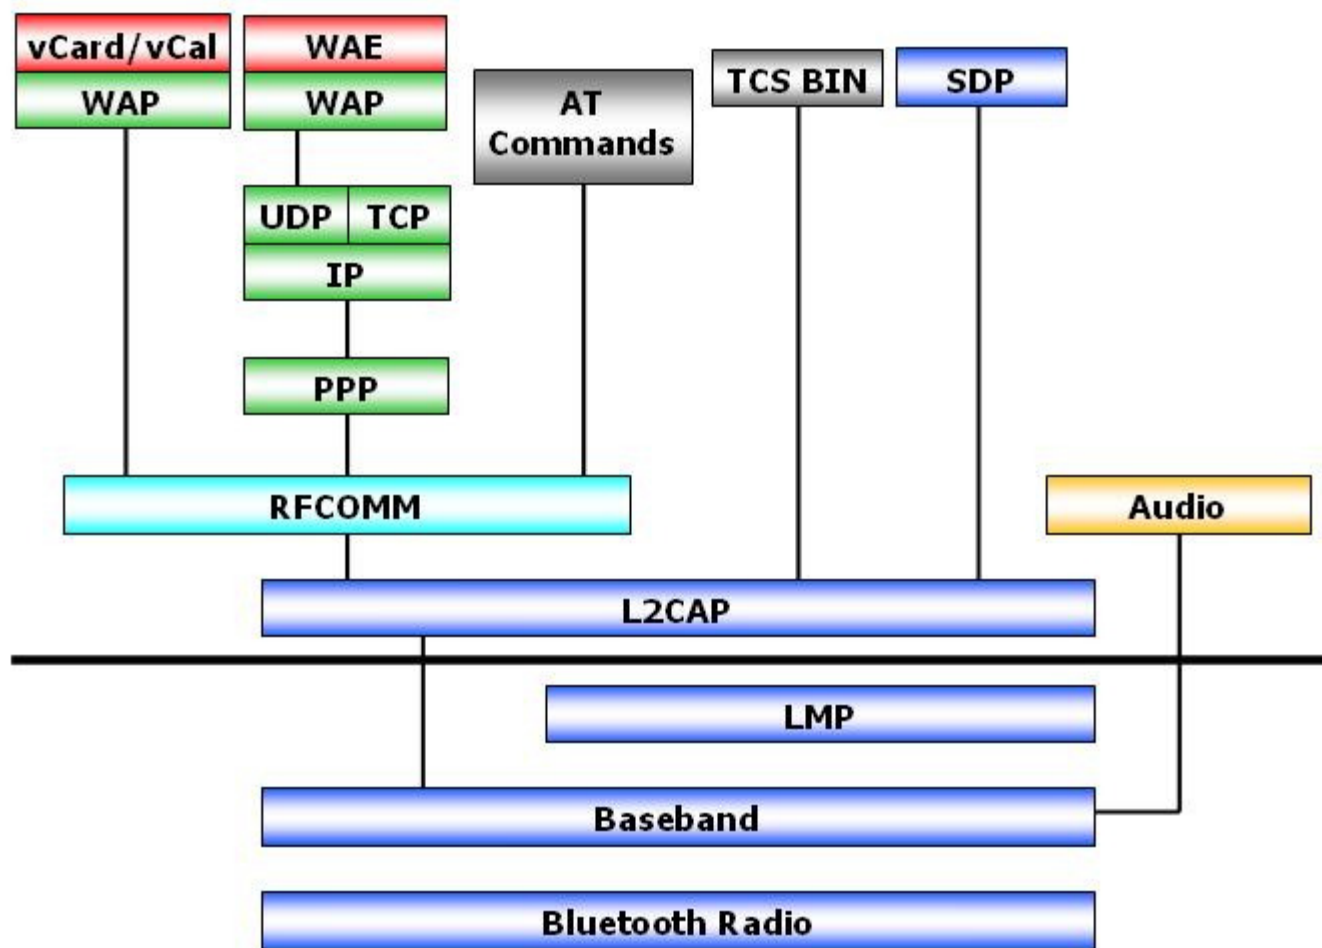 vCard/vCal
WAP
WAE
WAP
AT
Commands
TCS BIN
SDP
UDP
TCP
IP
PPP
RFCOMM
Audio
L2CAP
LMP
Baseband
Bluetooth Radio